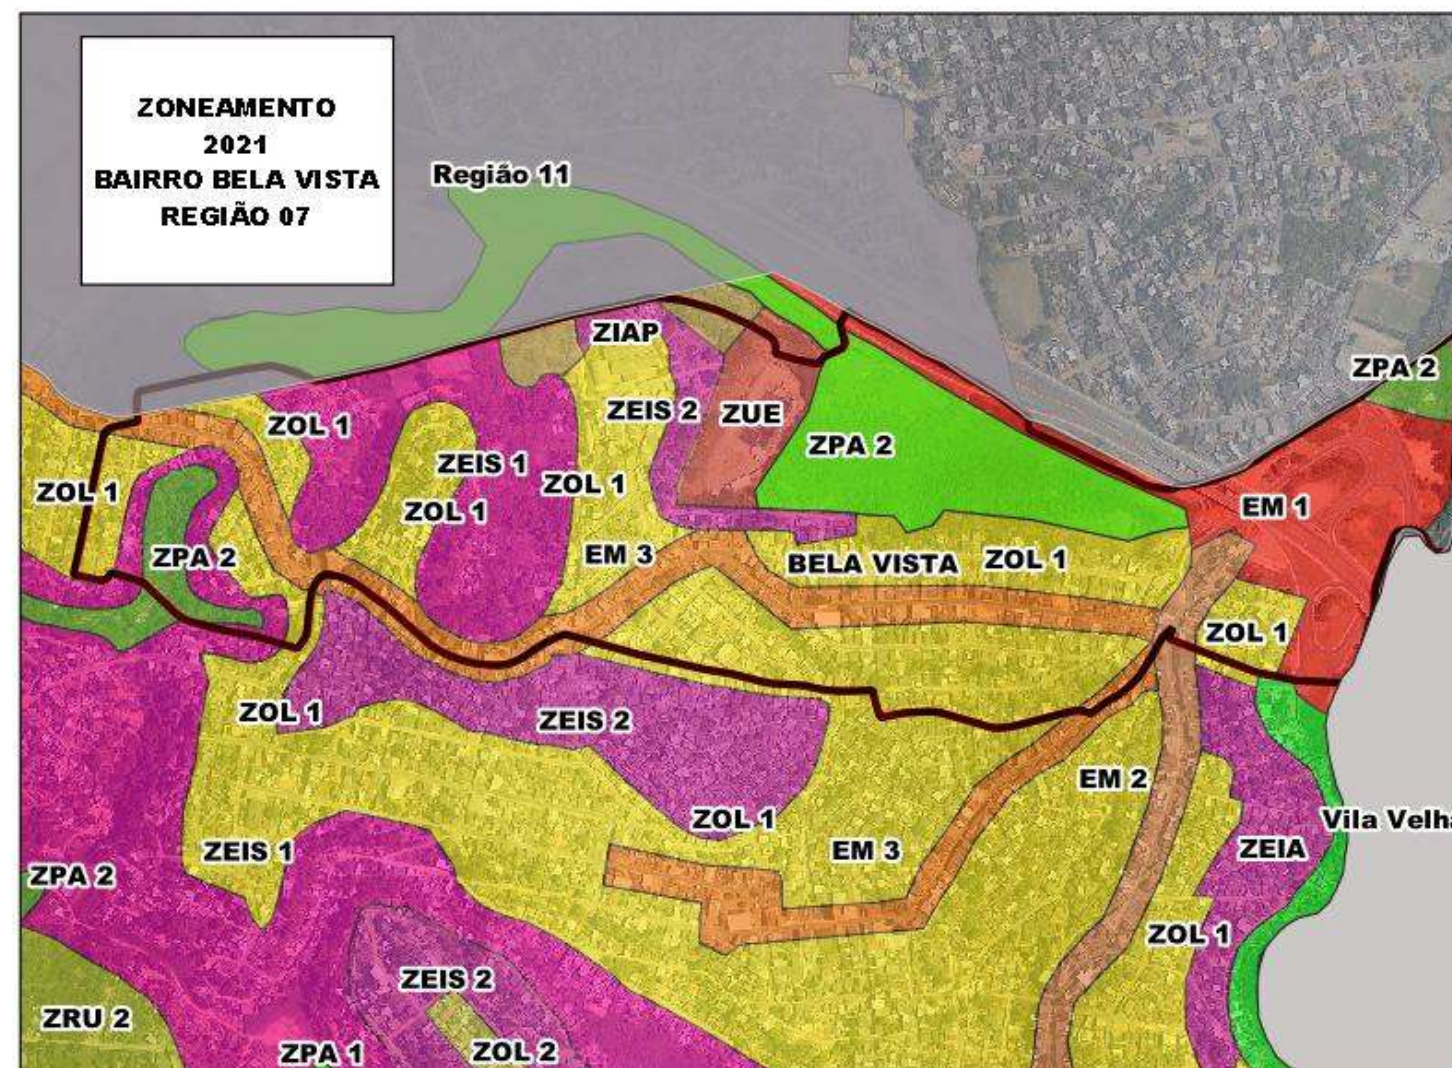 ZONEAMENTO
2021
BAIRRO BELA VISTA
REGIÃO 07
Região 11
ZIAP
ZPA 2
ZOL 1
ZEIS 2
ZUE
ZPA 2
ZEIS 1
ZOL 1
ZOL 1
ZOL 1
EM 1
ZPA 2
EM 3
BELA VISTA
ZOL 1
ZOL 1
ZOL 1
ZEIS 2
EM 2
ZOL 1
Vila Velha
ZEIS 1
EM 3
ZEIA
ZPA 2
ZOL 1
ZEIS 2
ZRU 2
ZPA 1
ZOL 2